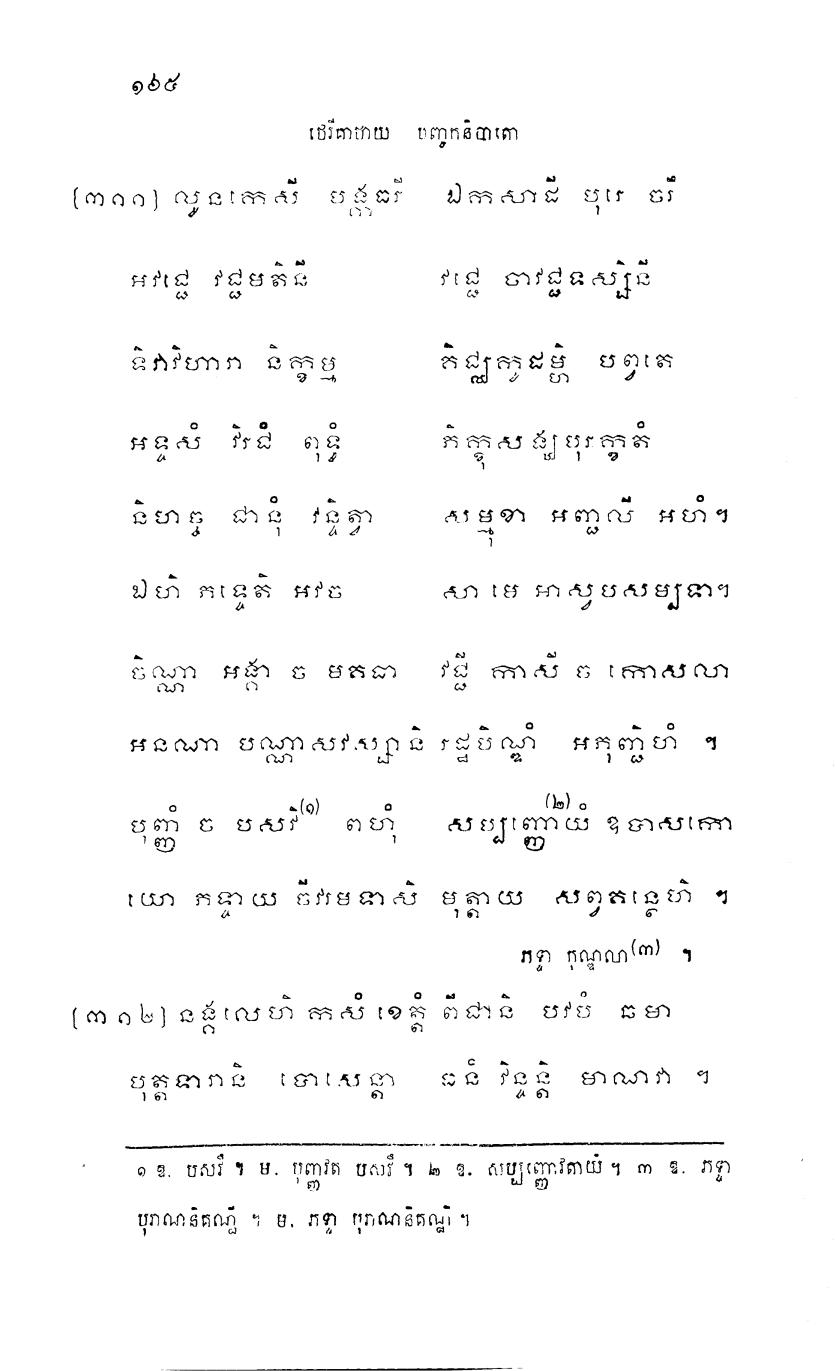 ១៦៥
ថេរីគាថាយ បញ្ចកនិបាតោ
[៣១១] លូនកេសី បង្កធរី ឯកសាដី បុរេ ចរឹ
អវជ្ជេ វជ្ជមតិនី វជ្ជេ ចាវជ្ជទស្សិនី
ទិវាវិហារា និក្ខម្ម គិជ្ឈកូដម្ហិ បព្វតេ
អទ្ទសំ វិរជំ ពុទ្ធំ ភិក្ខុសង្ឃបុរក្ខតំ
និហច្ច ជានុំ វន្ទិត្វា សម្មុខា អញ្ជលី អហំ។
ឯហិ ភទ្ទេតិ អវច សា មេ អាសូបសម្បទា។
ចិណ្ណា អង្គា ច មគធា វជ្ជី កាសី ច កោសលា
អនណា បណ្ណាសវស្សានិ រដ្ឋបិណ្ឌំ អភុញ្ជិហំ ។
បុញ្ញំ ច បសវិ(១) ពហុំ សប្បញ្ញោយំ(២) ឧបាសកោ
យោ ភទ្ទាយ ចីវរមទាសិ មុត្តាយ សព្វគន្ថេហិ ។
ភទ្ទា កុណ្ឌលា(៣) ។
[៣១២] នង្គលេហិ កសំ ខេត្តំ ពីជានិ បវបំ ឆមា
បុត្តទារានិ បោសេន្តា ធនំ វិន្ទន្តិ មាណវា ។
១ ឧ. បសវឹ ។ ម. បុញ្ញំវត បសវឹ ។ ២ ឧ. សប្បញ្ញោវតាយំ ។ ៣ ឧ. ភទ្ទា
បុរាណនិគណ្ឋី ។ ម. ភទ្ទា បុរាណនិគណ្ឋិ ។